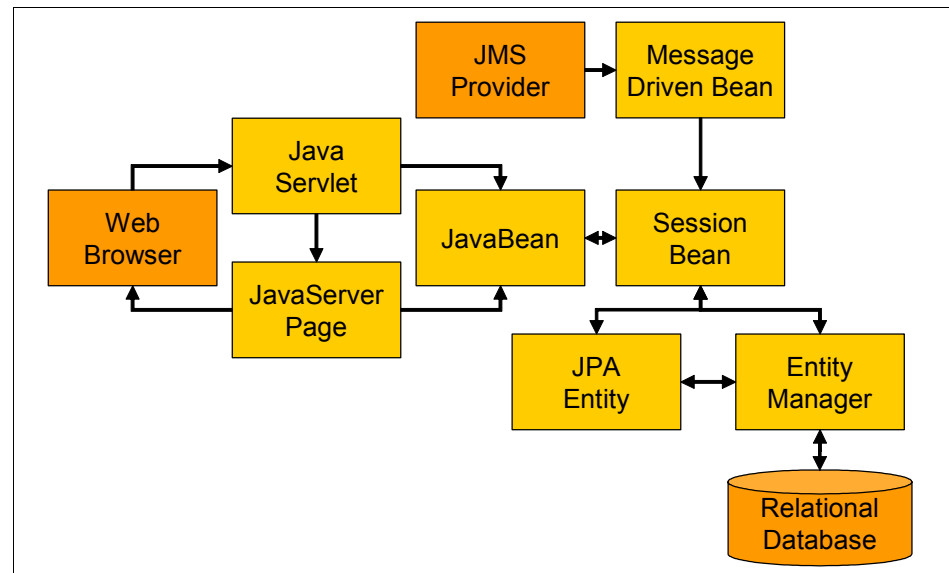 JMS
Provider
Message
Driven Bean
Java
Servlet
Web
Browser
JavaBean
Session
Bean
JavaServer
Page
JPA
Entity
Entity
Manager
Relational
Database